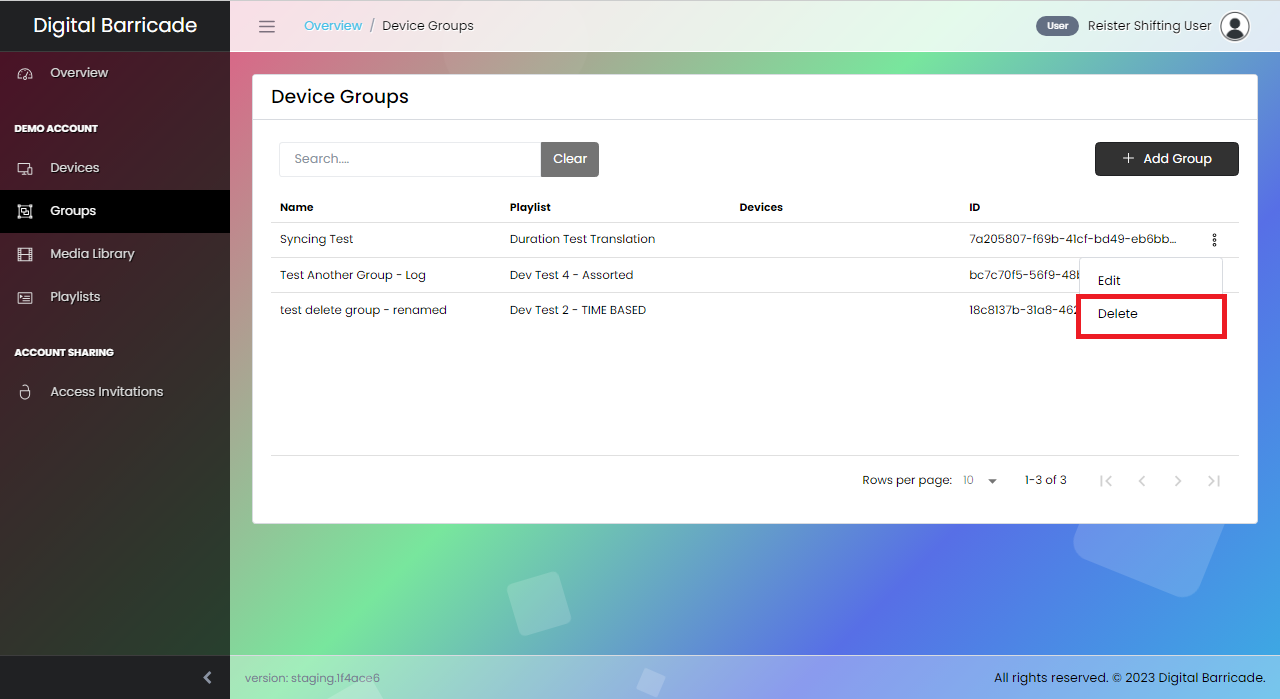 Digital Barricade
Overview / Device Groups
User Reister Shifting User
Overview
DEMO ACCOUNT
Devices
Groups
Media Library
Playlists
ACCOUNT SHARING
Access Invitations
Device Groups
Search....
Clear
Add Group
Name Playlist Devices ID
Syncing Test Duration Test Translation 7a205807-f69b-41cf-bd49-eb6bb...
Test Another Group - Log Dev Test 4 - Assorted bc7c70f5-56f9-48b
test delete group - renamed Dev Test 2 - TIME BASED 18c8137b-31a8-462
Edit
Delete
Rows per page: 10 1-3 of 3
version: staging.1f4ace6
All rights reserved. © 2023 Digital Barricade.